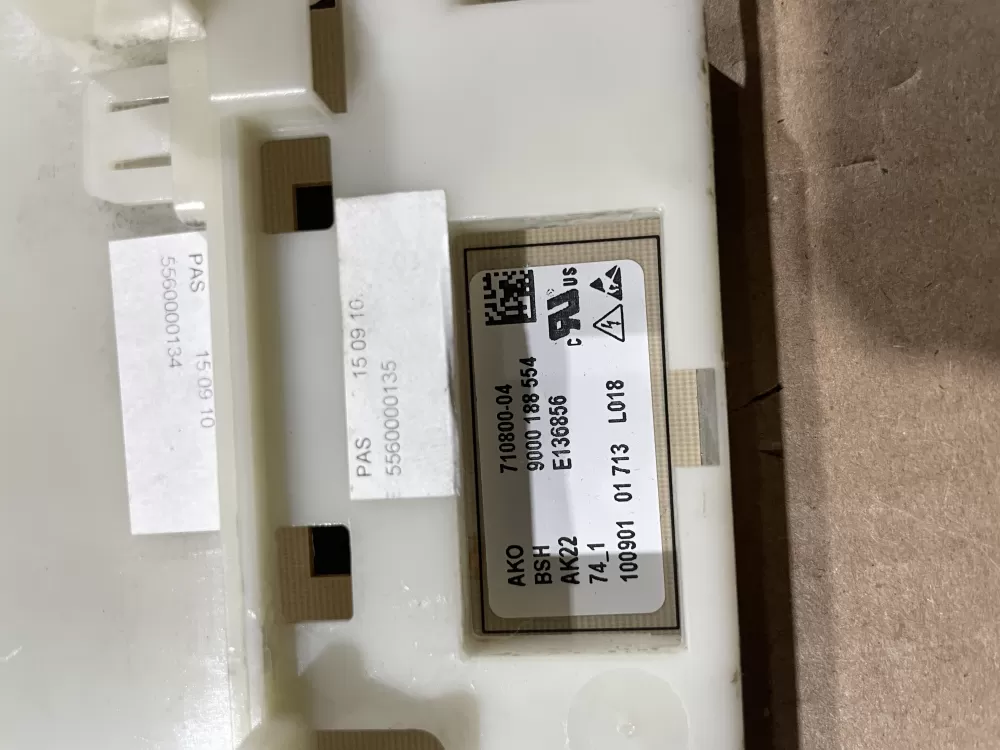 PAS 15 09 10
5560000134
PAS 15 09 10
5560000135
AKO 710800-04
BSH 9000 188 554
AK22 E136856
74_1
100901 01 713 L018
C US